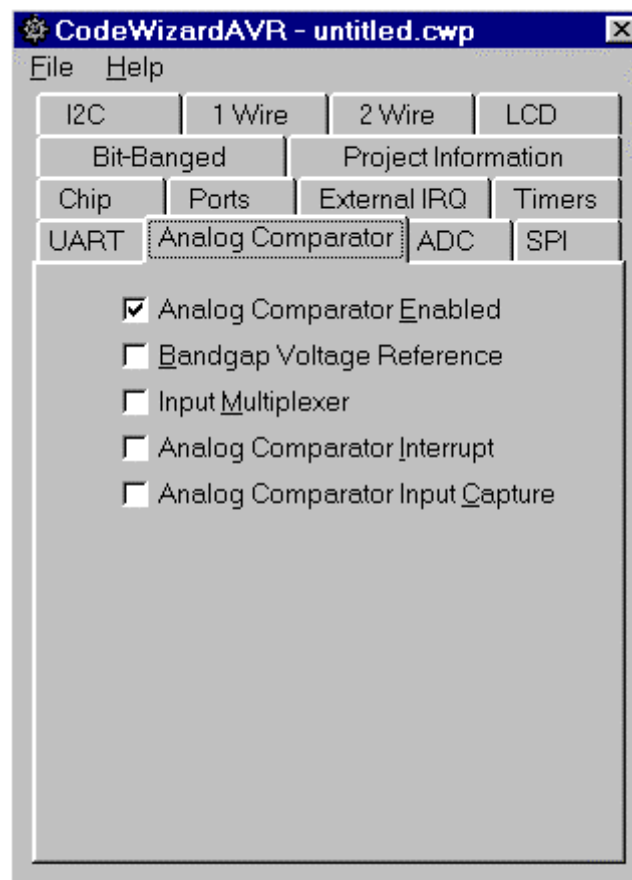 CodeWizardAVR - untitled.cwp
File Help
I2C 1 Wire 2 Wire LCD
Bit-Banged Project Information
Chip Ports External IRQ Timers
UART Analog Comparator ADC SPI
Analog Comparator Enabled
Bandgap Voltage Reference
Input Multiplexer
Analog Comparator Interrupt
Analog Comparator Input Capture